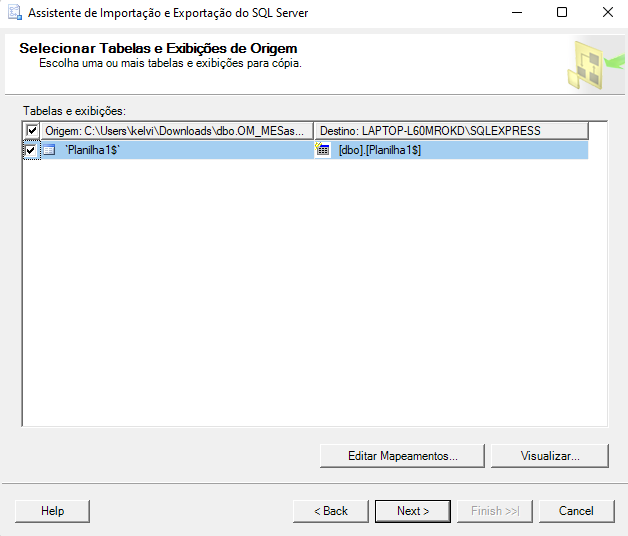 Assistente de Importação e Exportação do SQL Server
Selecionar Tabelas e Exibições de Origem
Escolha uma ou mais tabelas e exibições para cópia.
Tabelas e exibições:
Origem: C:\Users\kelvi\Downloads\dbo.OM_MESas... Destino: LAPTOP-L60MROKD\SQLEXPRESS
`Planilha1$` [dbo].[Planilha1$]
Editar Mapeamentos... Visualizar...
Help < Back Next > Finish >>| Cancel